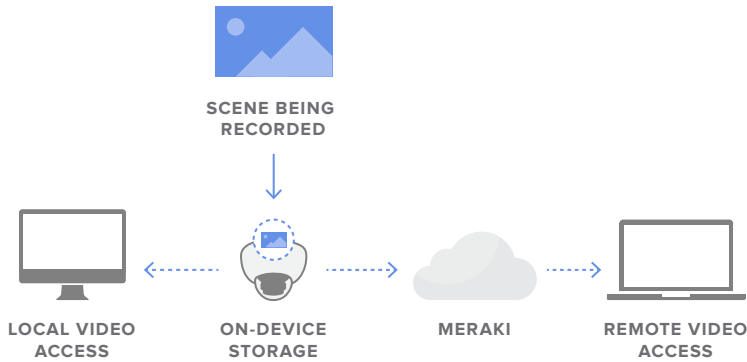 SCENE BEING
RECORDED
LOCAL VIDEO
ACCESS
ON-DEVICE
STORAGE
MERAKI
REMOTE VIDEO
ACCESS